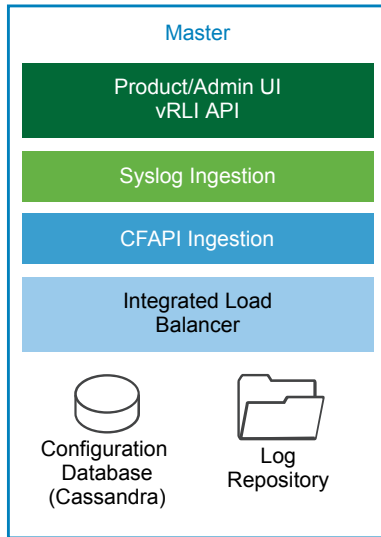 Master
Product/Admin UI
vRLI API
Syslog Ingestion
CFAPI Ingestion
Integrated Load
Balancer
Configuration
Database
(Cassandra)
Log
Repository